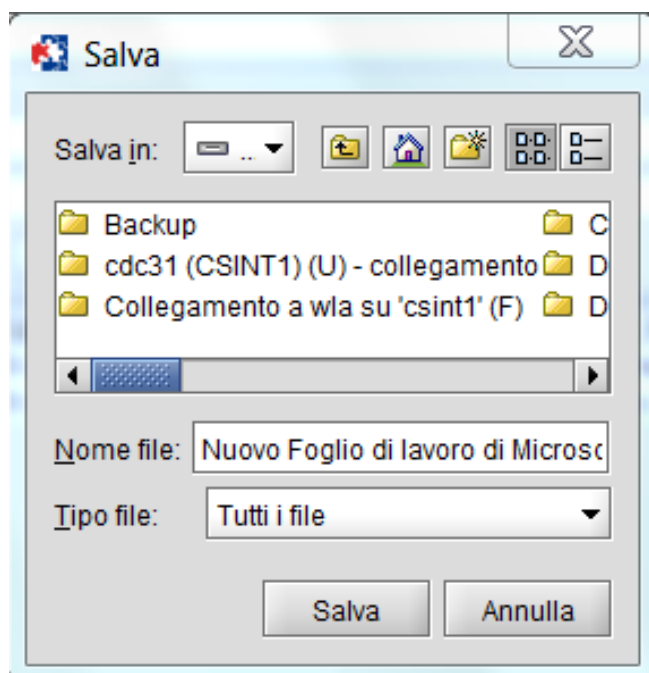 Salva
Salva in:
...
Backup
C
cdc31 (CSINT1) (U) - collegamento
D
Collegamento a wla su 'csint1' (F)
D
Nome file:
Nuovo Foglio di lavoro di Microsc
Tipo file:
Tutti i file
Salva
Annulla